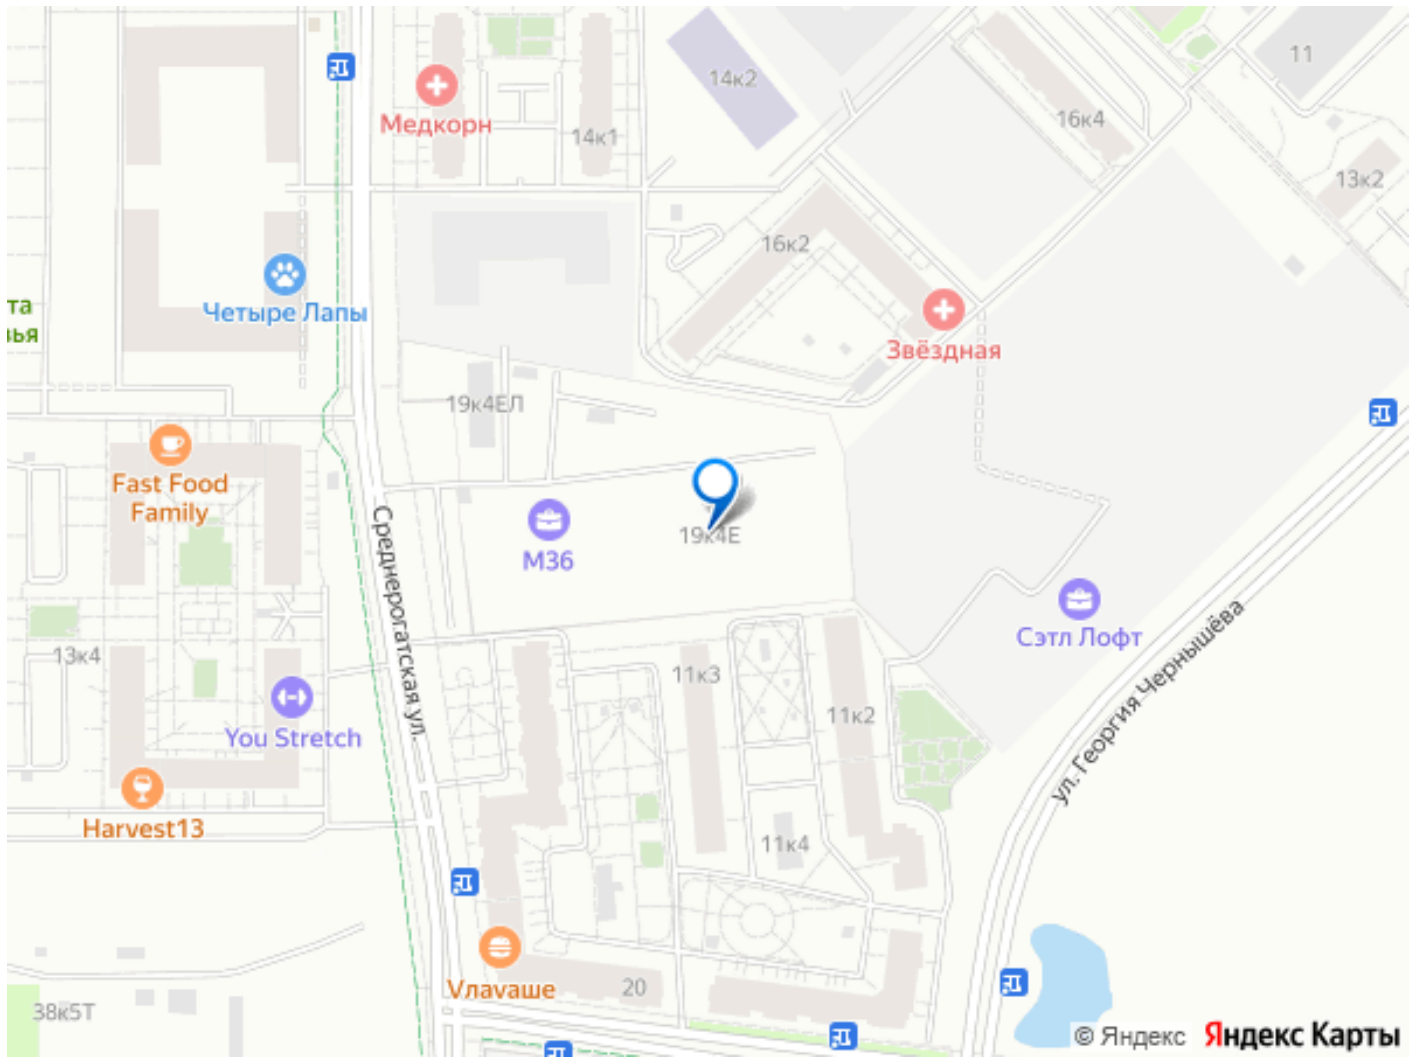 14к2
11
Медкорн
14к1
16к4
13к2
16к2
Четыре Лапы
та
вья
Звёздная
19к4ЕЛ
Fast Food
Family
19к4Е
М36
Среднерогатская ул.
Сэтл Лофт
ул. Георгия Чернышёва
13к4
11к3
11к2
You Stretch
Harvest13
11к4
Vлаvаше
20
38к5Т
© Яндекс Яндекс Карты